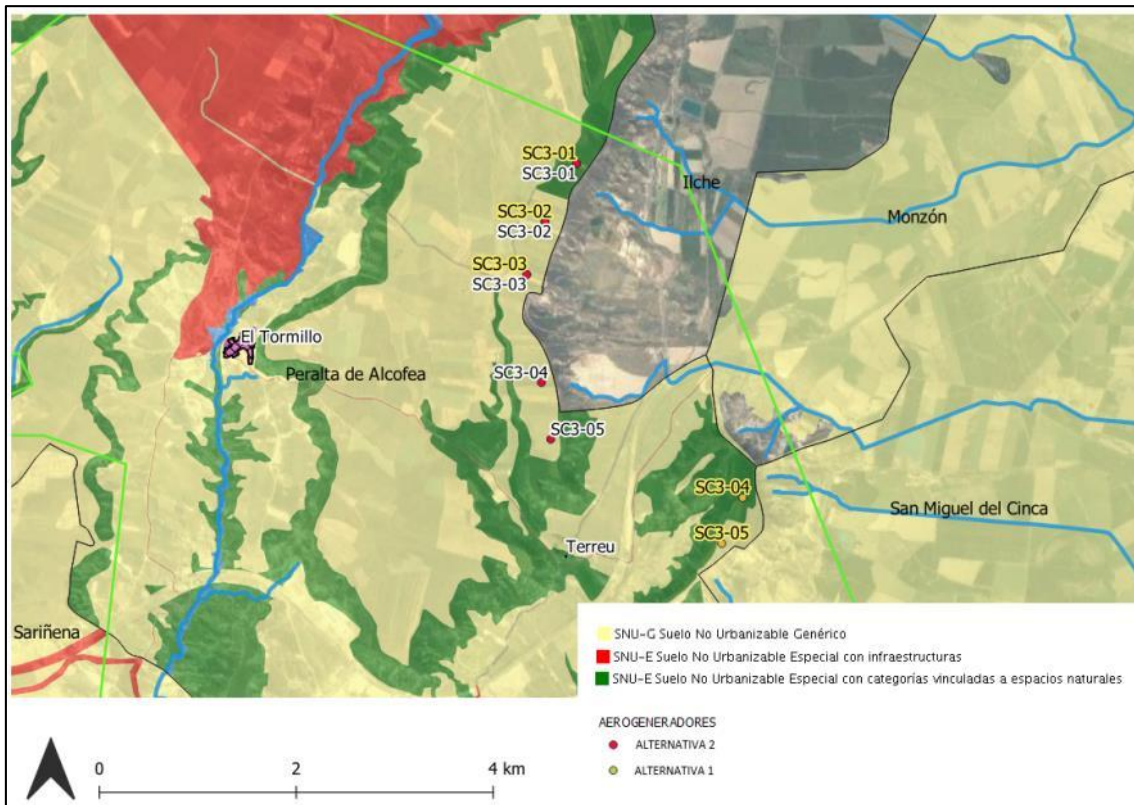 SC3-01
SC3-01
Ilche
SC3-02
SC3-02
Monzón
SC3-03
SC3-03
El Tormillo
Peralta de Alcofea
SC3-04
SC3-05
SC3-04
San Miguel del Cinca
SC3-05
Terreu
Sariñena
SNU-G Suelo No Urbanizable Genérico
SNU-E Suelo No Urbanizable Especial con infraestructuras
SNU-E Suelo No Urbanizable Especial con categorías vinculadas a espacios naturales
AEROGENERADORES
ALTERNATIVA 2
ALTERNATIVA 1
0 2 4 km